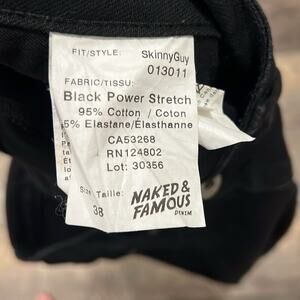 FIT/STYLE: SkinnyGuy
013011
FABRIC/TISSU:
Black Power Stretch
95% Cotton / Coton
5% Elastane/Élasthanne
CA53268
RN124802
Lot: 30356
Size Taille:
38
NAKED &
FAMOUS
DENIM